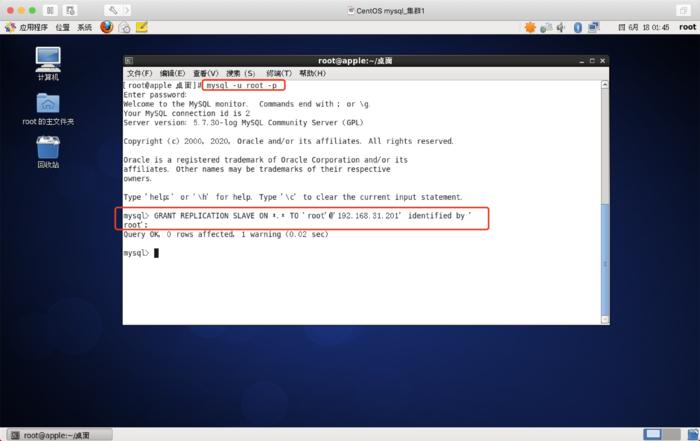 CentOS mysql_集群1
应用程序 位置 系统
四 6月 18 01:45 root
计算机
root 的主文件夹
回收站
root@apple:~/桌面
文件(F) 编辑(E) 查看(V) 搜索 (S) 终端(T) 帮助(H)
[root@apple 桌面]# mysql -u root -p
Enter password:
Welcome to the MySQL monitor.  Commands end with ; or \g.
Your MySQL connection id is 2
Server version: 5.7.30-log MySQL Community Server (GPL)
Copyright (c) 2000, 2020, Oracle and/or its affiliates. All rights reserved.
Oracle is a registered trademark of Oracle Corporation and/or its
affiliates. Other names may be trademarks of their respective
owners.
Type 'help;' or '\h' for help. Type '\c' to clear the current input statement.
mysql> GRANT REPLICATION SLAVE ON *.* TO 'root'@'192.168.31.201' identified by '
root';
Query OK, 0 rows affected, 1 warning (0.02 sec)
mysql>
root@apple:~/桌面